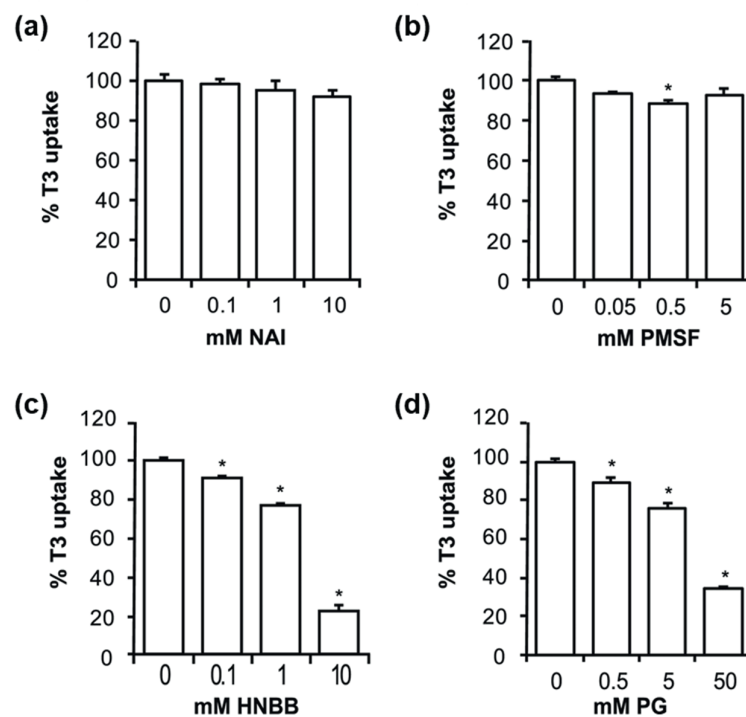 (a)
120
100
80
60
40
20
0
% T3 uptake
0 0.1 1 10
mM NAI
(b)
120
100
80
60
40
20
0
% T3 uptake
*
0 0.05 0.5 5
mM PMSF
(c)
120
100
80
60
40
20
0
% T3 uptake
* * *
0 0.1 1 10
mM HNBB
(d)
120
100
80
60
40
20
0
% T3 uptake
* * *
0 0.5 5 50
mM PG